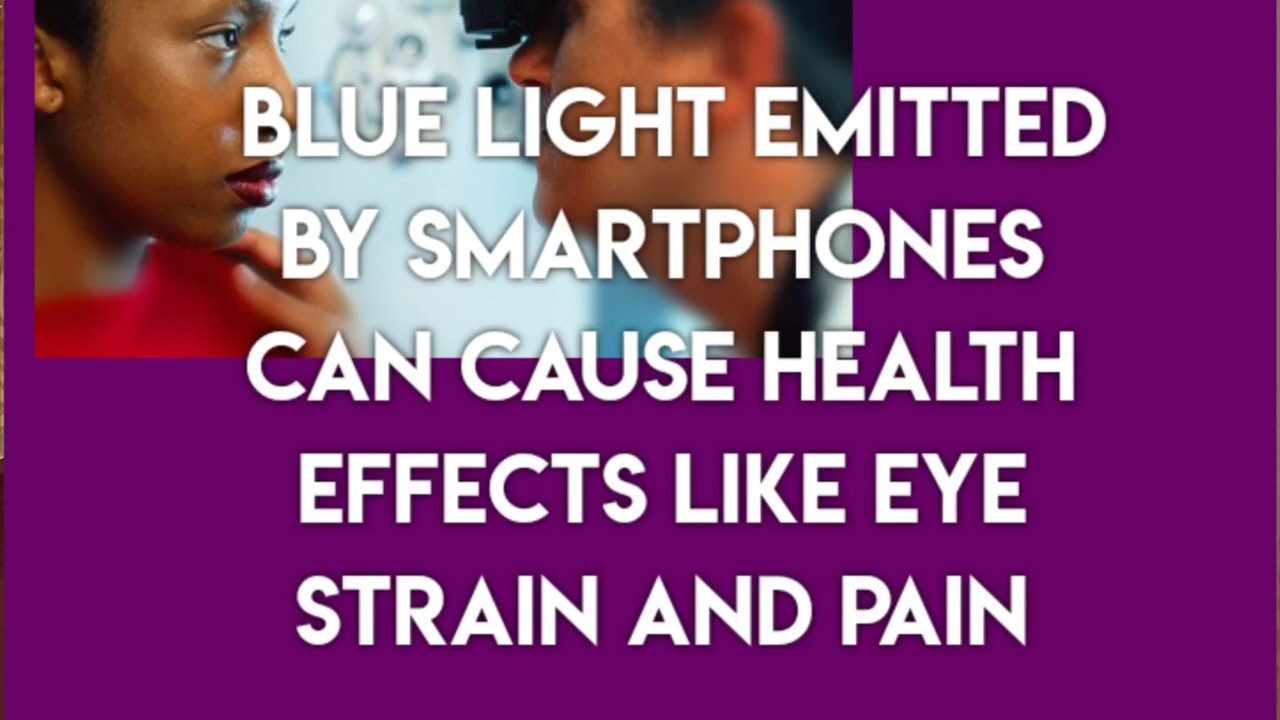 BLUE LIGHT EMITTED
BY SMARTPHONES
CAN CAUSE HEALTH
EFFECTS LIKE EYE
STRAIN AND PAIN